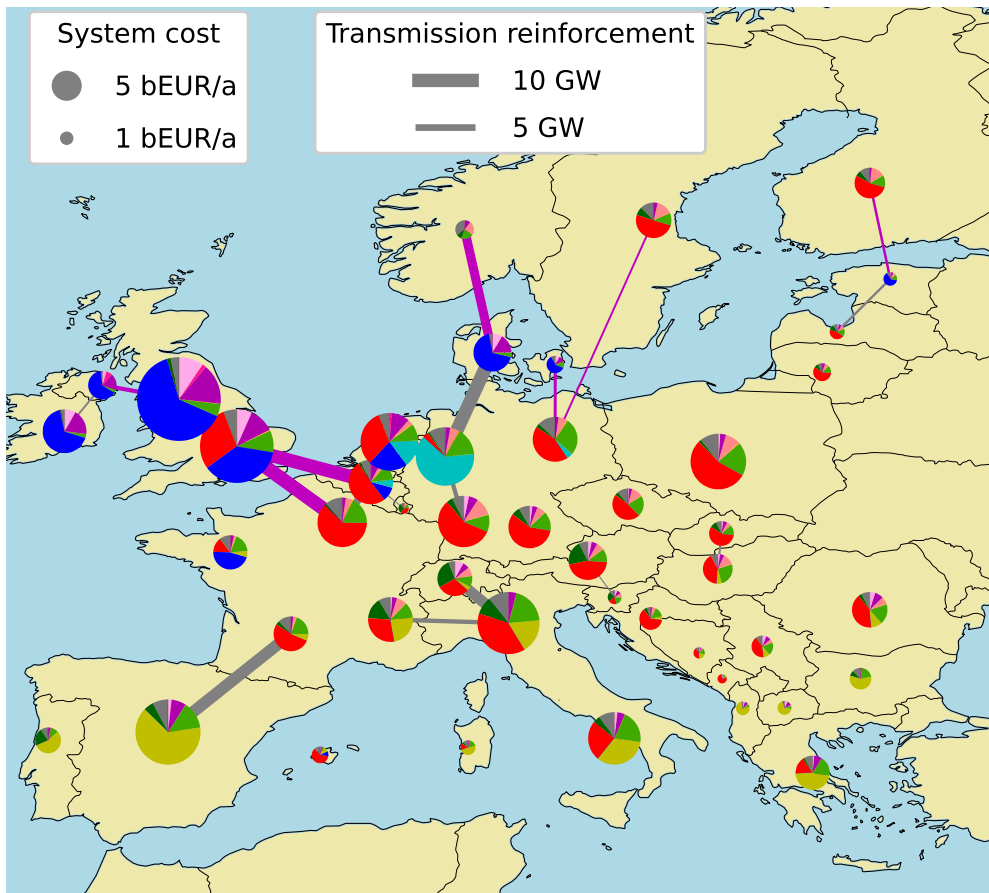 System cost
5 bEUR/a
1 bEUR/a
Transmission reinforcement
10 GW
5 GW